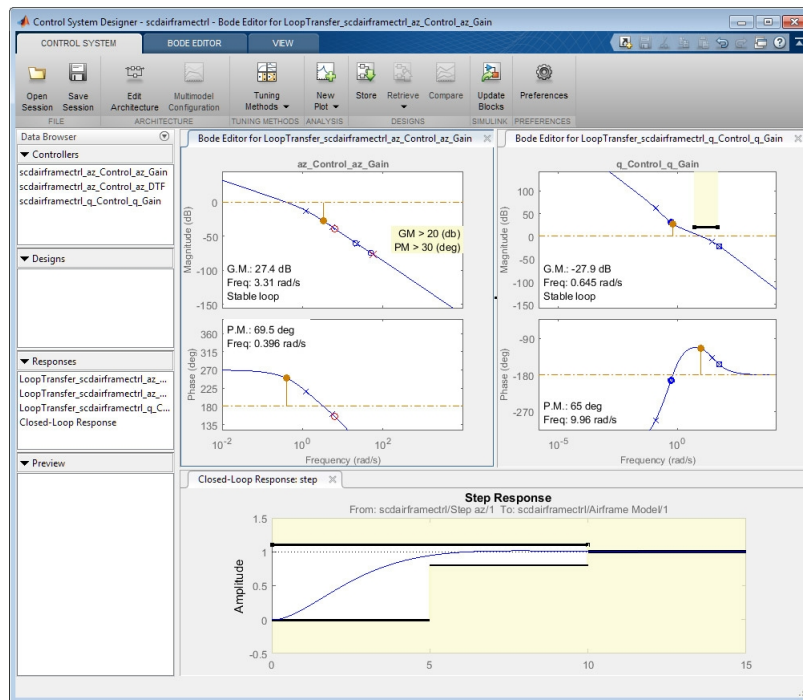 Control System Designer - scdairframectrl - Bode Editor for LoopTransfer_scdairframectrl_az_Control_az_Gain
CONTROL SYSTEM BODE EDITOR VIEW
Open Session
Save Session
Edit Architecture
Multimodel Configuration
Tuning Methods
New Plot
Store
Retrieve
Compare
Update Blocks
Preferences
FILE ARCHITECTURE TUNING METHODS ANALYSIS DESIGNS SIMULINK PREFERENCES
Data Browser
Controllers
scdairframectrl_az_Control_az_Gain
scdairframectrl_az_Control_az_DTF
scdairframectrl_q_Control_q_Gain
Designs
Responses
LoopTransfer_scdairframectrl_az_...
LoopTransfer_scdairframectrl_az_...
LoopTransfer_scdairframectrl_q_C...
Closed-Loop Response
Preview
Bode Editor for LoopTransfer_scdairframectrl_az_Control_az_Gain
az_Control_az_Gain
Magnitude (dB)
0
-50
-100
-150
GM > 20 (db)
PM > 30 (deg)
G.M.: 27.4 dB
Freq: 3.31 rad/s
Stable loop
Phase (deg)
360
315
270
225
180
135
P.M.: 69.5 deg
Freq: 0.396 rad/s
10-2 100 102
Frequency (rad/s)
Bode Editor for LoopTransfer_scdairframectrl_q_Control_q_Gain
q_Control_q_Gain
Magnitude (dB)
100
50
0
-50
-100
-150
G.M.: -27.9 dB
Freq: 0.645 rad/s
Stable loop
Phase (deg)
-90
-180
-270
P.M.: 65 deg
Freq: 9.96 rad/s
10-5 100
Frequency (rad/s)
Closed-Loop Response: step
Step Response
From: scdairframectrl/Step az/1 To: scdairframectrl/Airframe Model/1
Amplitude
1.5
1
0.5
0
-0.5
0 5 10 15